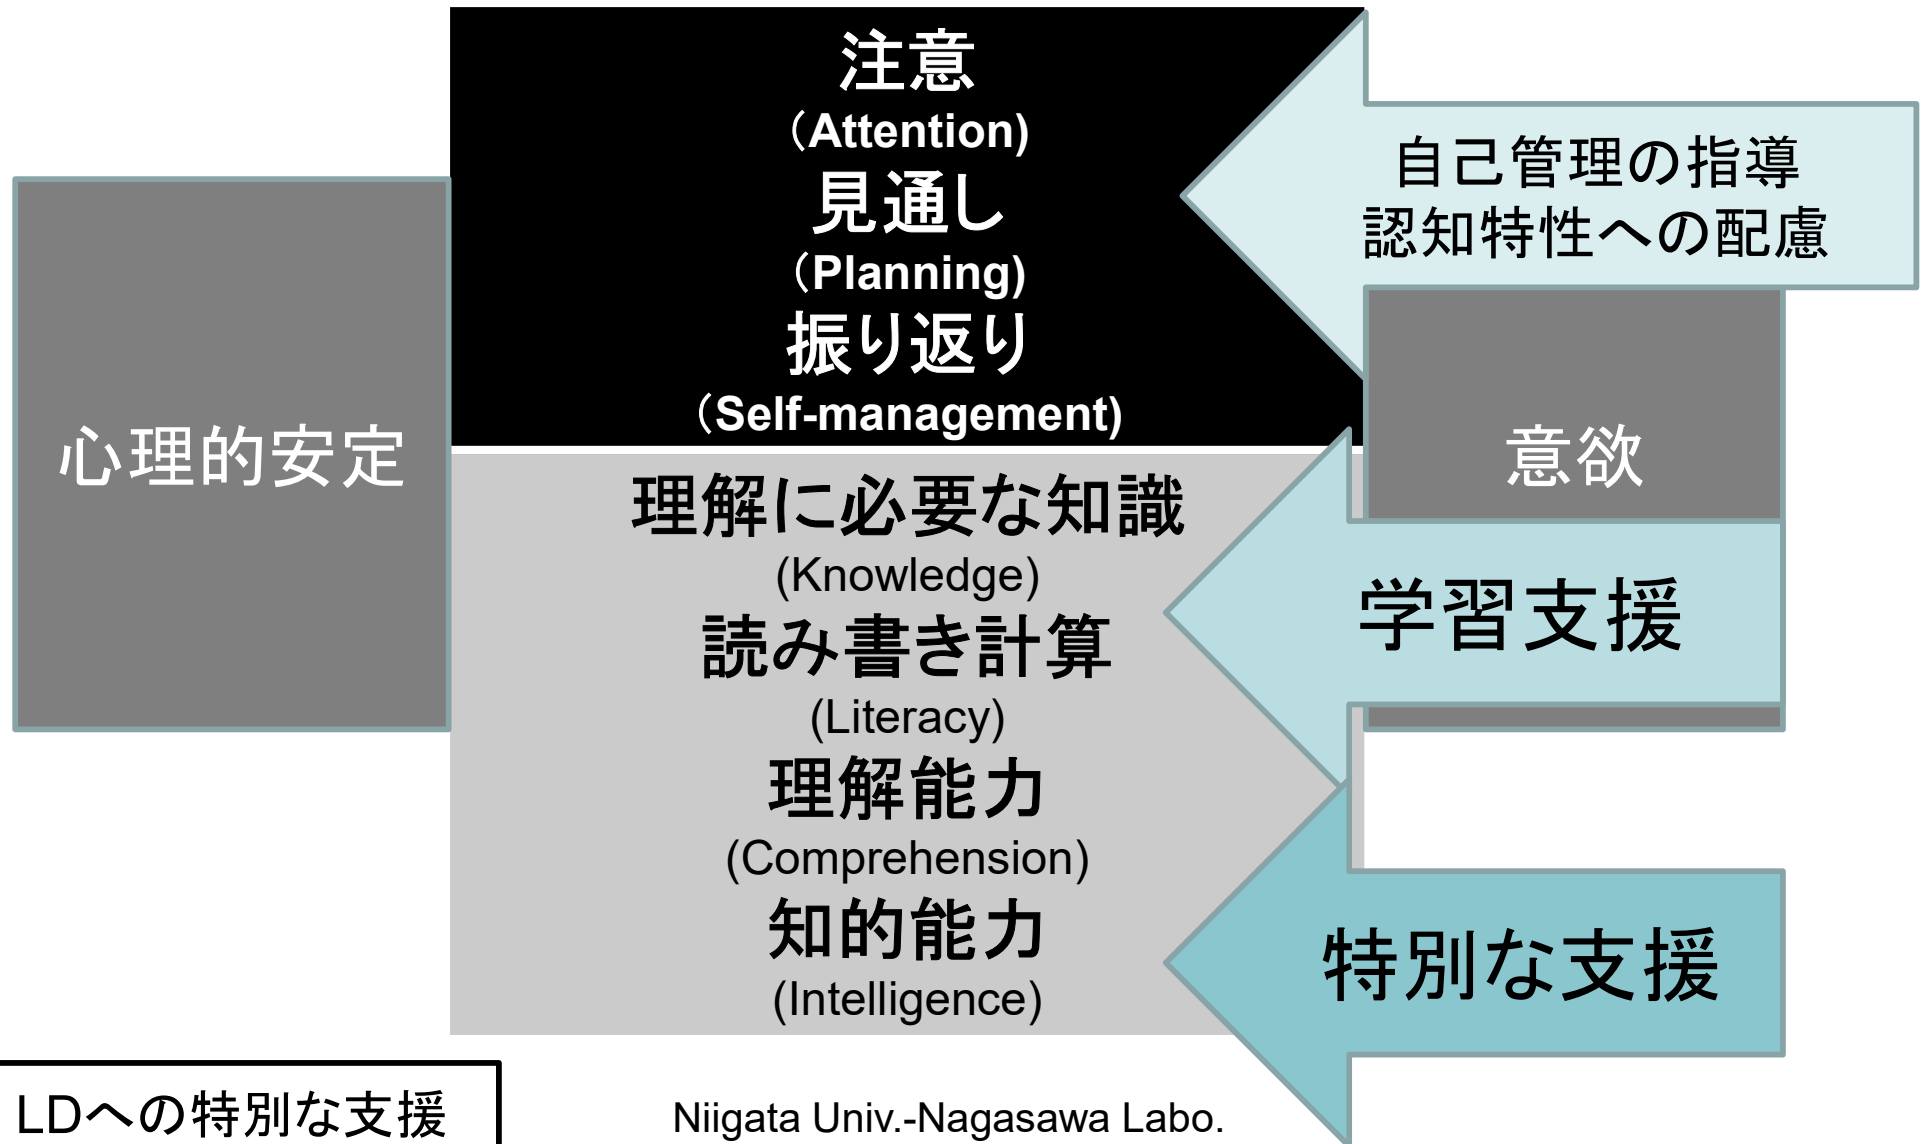 注意
（Attention)
見通し
（Planning)
振り返り
（Self-management)
自己管理の指導
認知特性への配慮
心理的安定
意欲
理解に必要な知識
(Knowledge)
読み書き計算
(Literacy)
理解能力
(Comprehension)
知的能力
(Intelligence)
学習支援
特別な支援
LDへの特別な支援
Niigata Univ.-Nagasawa Labo.